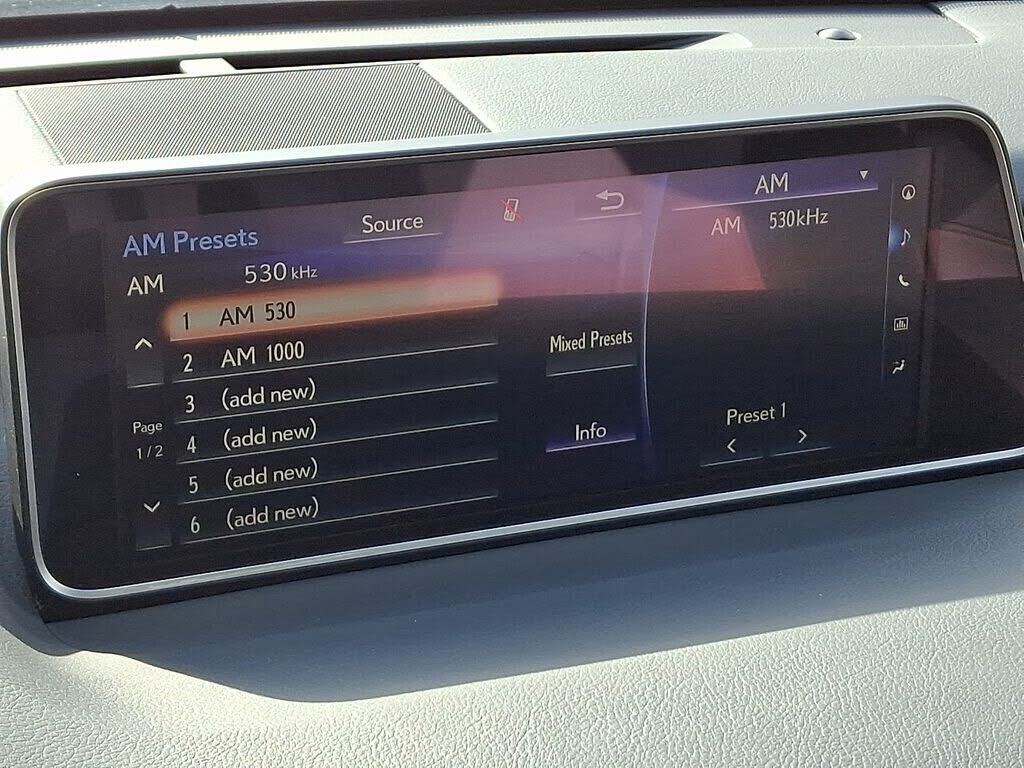 AM Presets
Source
AM 530 kHz
1 AM 530
2 AM 1000
3 (add new)
4 (add new)
5 (add new)
6 (add new)
Page
1 / 2
Mixed Presets
Info
AM
AM 530kHz
Preset 1